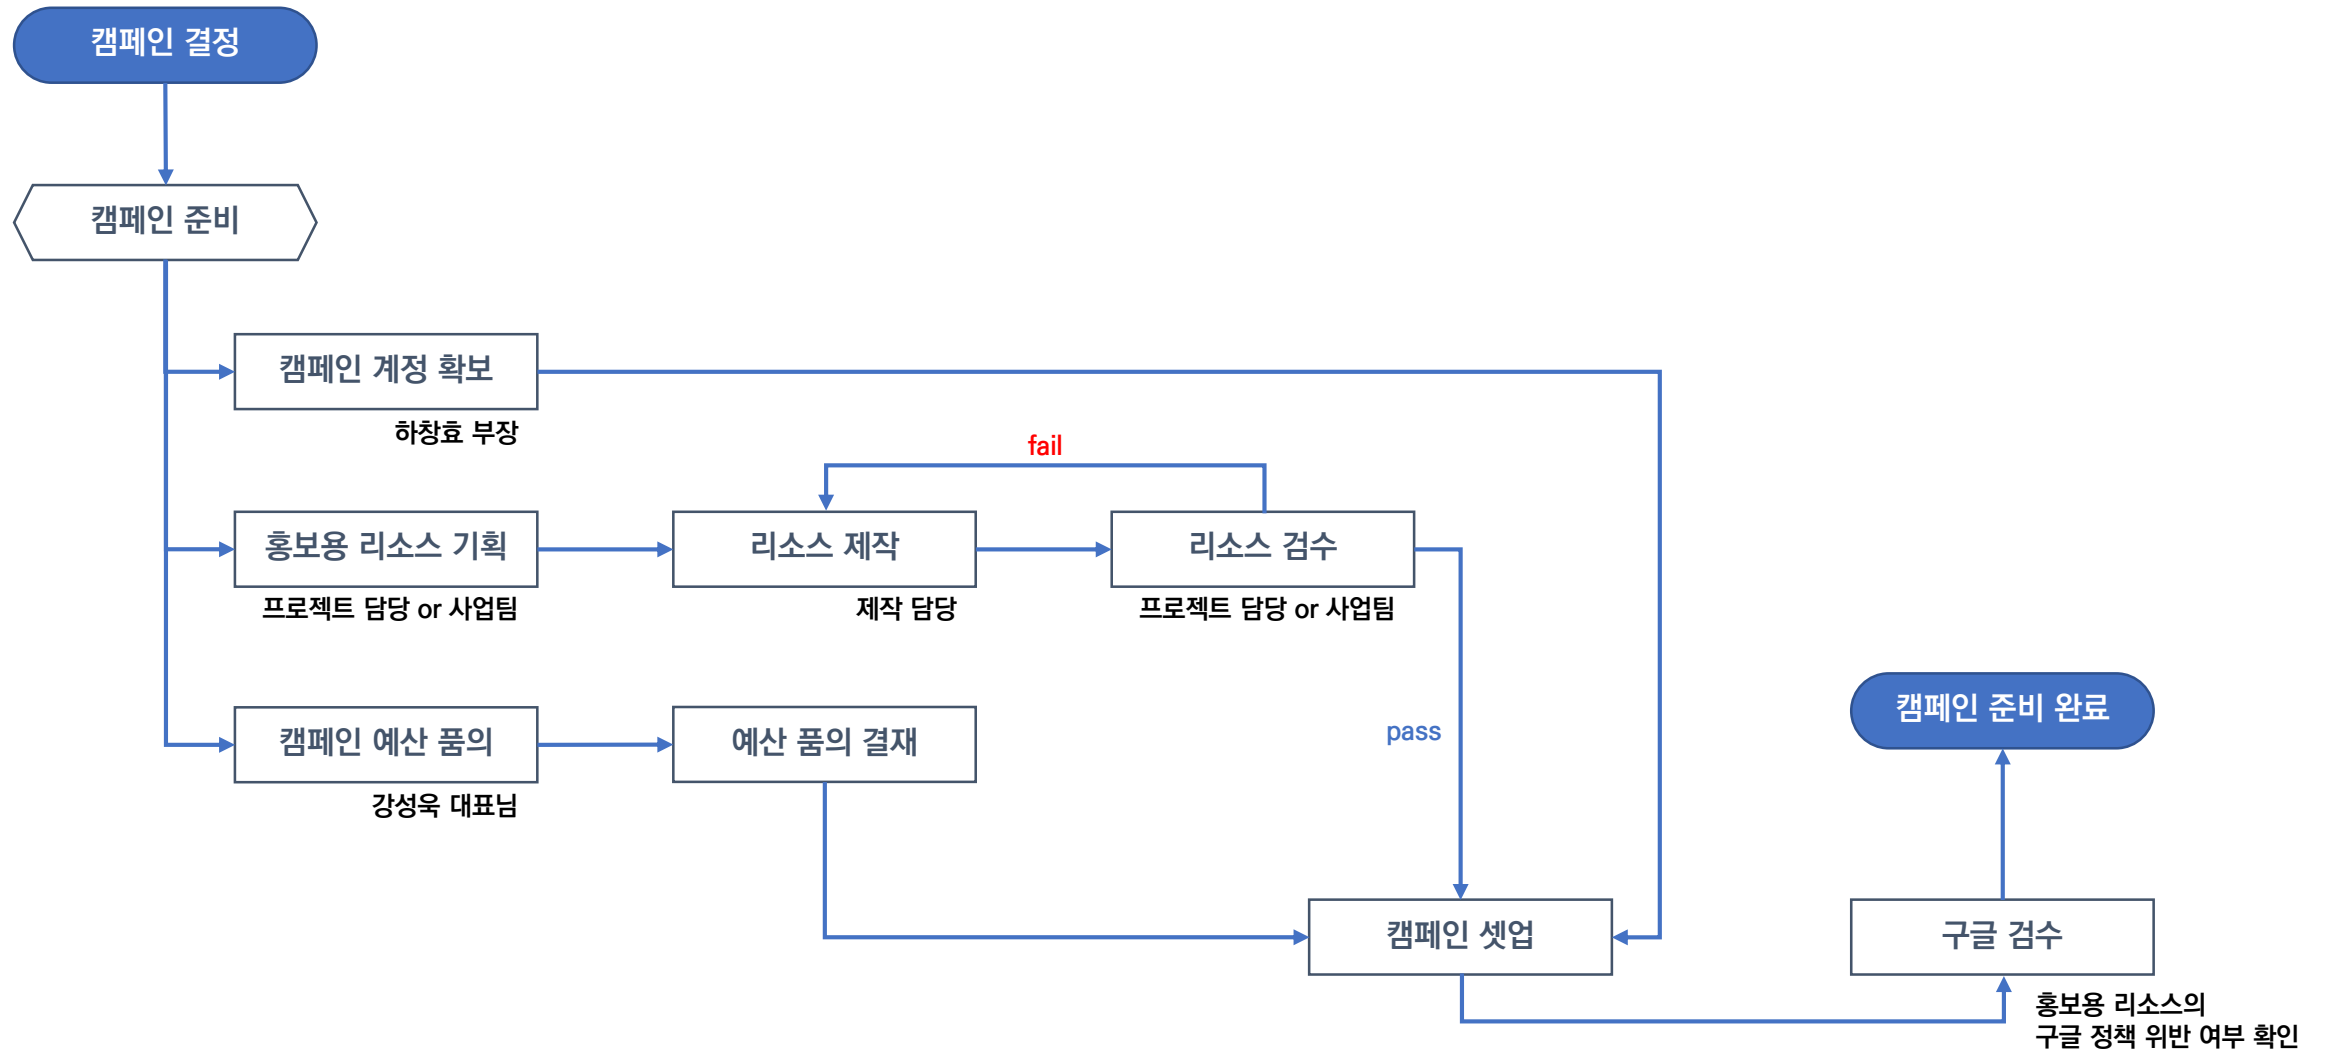 캠페인 결정
캠페인 준비
캠페인 계정 확보
하창효 부장
fail
홍보용 리소스 기획
리소스 제작
리소스 검수
프로젝트 담당 or 사업팀
제작 담당
프로젝트 담당 or 사업팀
캠페인 예산 품의
예산 품의 결재
pass
캠페인 준비 완료
강성욱 대표님
캠페인 셋업
구글 검수
홍보용 리소스의
구글 정책 위반 여부 확인